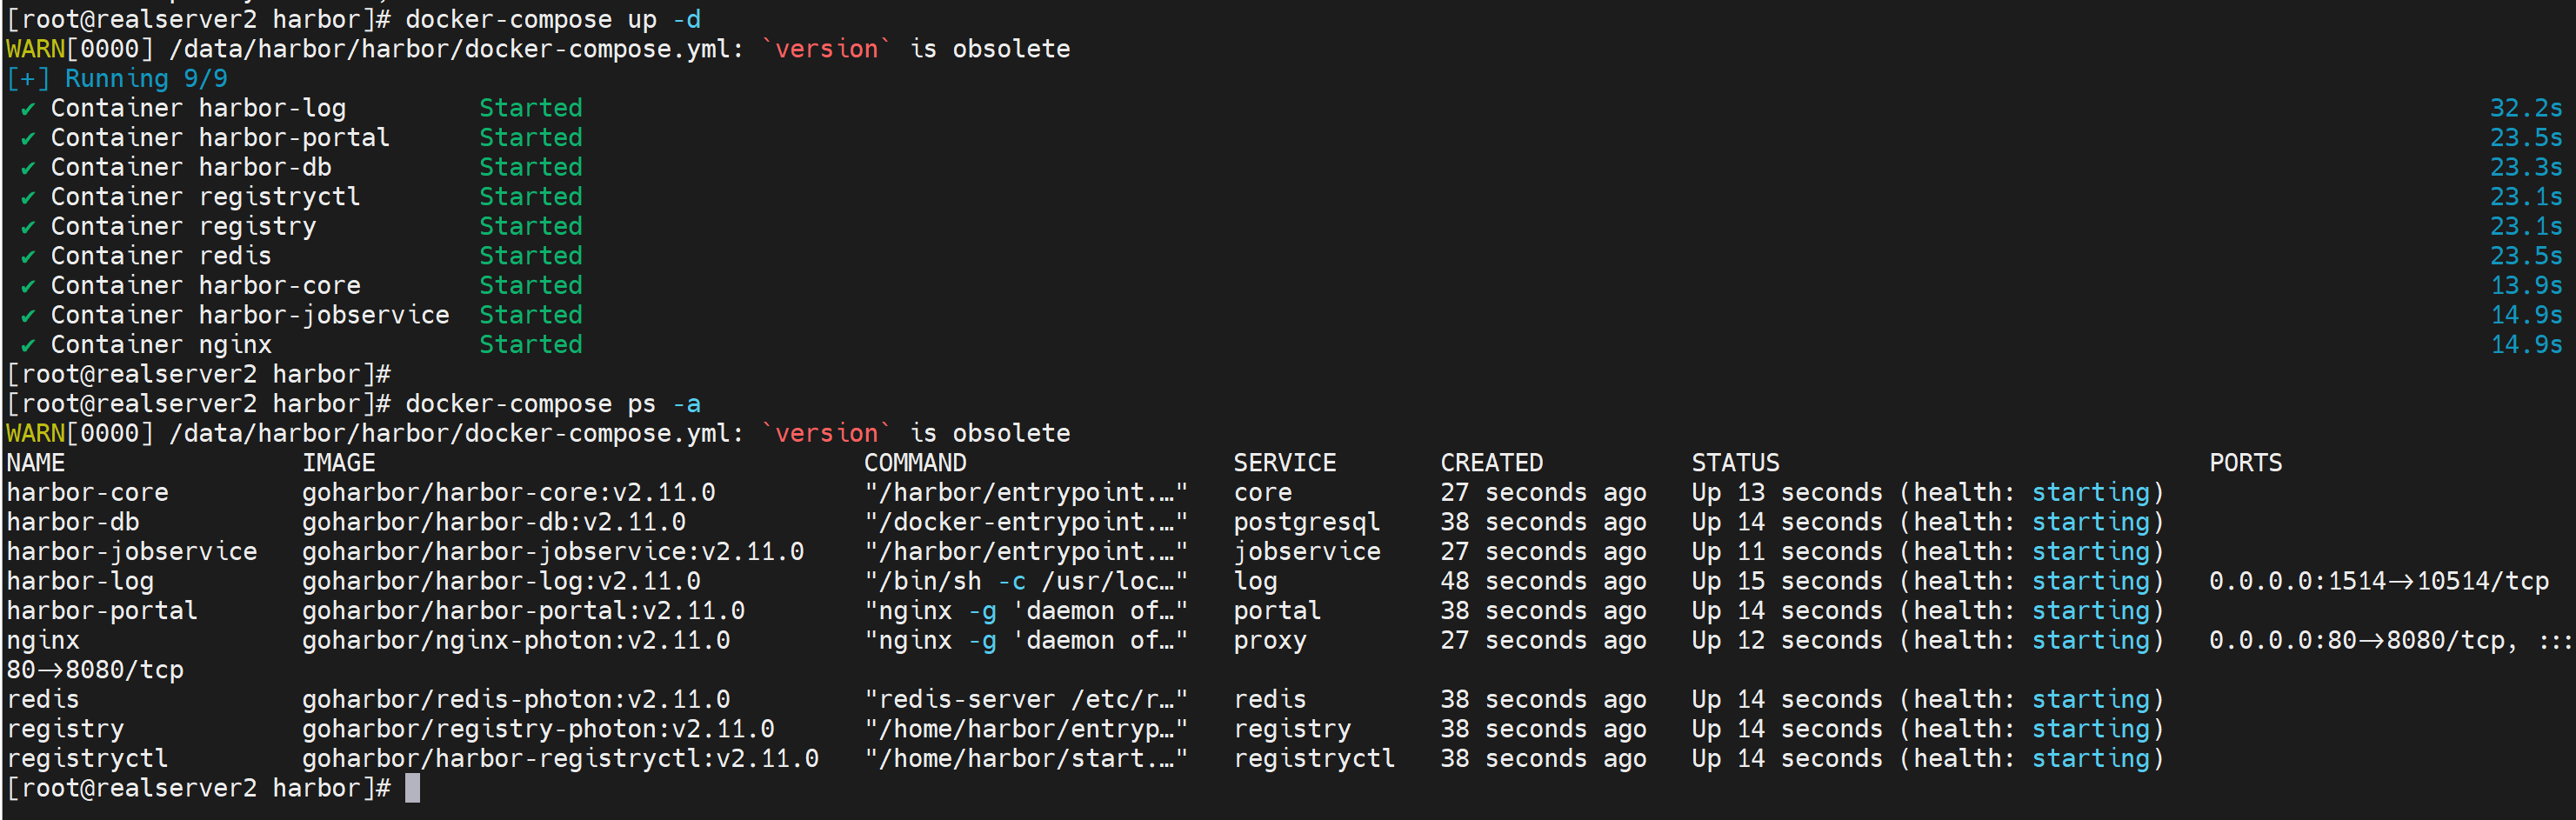 [root@realserver2 harbor]# docker-compose up -d
WARN[0000] /data/harbor/harbor/docker-compose.yml: `version` is obsolete
[+] Running 9/9
✔ Container harbor-log Started 32.2s
✔ Container harbor-portal Started 23.5s
✔ Container harbor-db Started 23.3s
✔ Container registryctl Started 23.1s
✔ Container registry Started 23.1s
✔ Container redis Started 23.5s
✔ Container harbor-core Started 13.9s
✔ Container harbor-jobservice Started 14.9s
✔ Container nginx Started 14.9s
[root@realserver2 harbor]#
[root@realserver2 harbor]# docker-compose ps -a
WARN[0000] /data/harbor/harbor/docker-compose.yml: `version` is obsolete
NAME IMAGE COMMAND SERVICE CREATED STATUS PORTS
harbor-core goharbor/harbor-core:v2.11.0 "/harbor/entrypoint.…" core 27 seconds ago Up 13 seconds (health: starting)
harbor-db goharbor/harbor-db:v2.11.0 "/docker-entrypoint.…" postgresql 38 seconds ago Up 14 seconds (health: starting)
harbor-jobservice goharbor/harbor-jobservice:v2.11.0 "/harbor/entrypoint.…" jobservice 27 seconds ago Up 11 seconds (health: starting)
harbor-log goharbor/harbor-log:v2.11.0 "/bin/sh -c /usr/loc…" log 48 seconds ago Up 15 seconds (health: starting) 0.0.0.0:1514->10514/tcp
harbor-portal goharbor/harbor-portal:v2.11.0 "nginx -g 'daemon of…" portal 38 seconds ago Up 14 seconds (health: starting)
nginx goharbor/nginx-photon:v2.11.0 "nginx -g 'daemon of…" proxy 27 seconds ago Up 12 seconds (health: starting) 0.0.0.0:80->8080/tcp, :::
80->8080/tcp
redis goharbor/redis-photon:v2.11.0 "redis-server /etc/r…" redis 38 seconds ago Up 14 seconds (health: starting)
registry goharbor/registry-photon:v2.11.0 "/home/harbor/entryp…" registry 38 seconds ago Up 14 seconds (health: starting)
registryctl goharbor/harbor-registryctl:v2.11.0 "/home/harbor/start.…" registryctl 38 seconds ago Up 14 seconds (health: starting)
[root@realserver2 harbor]#